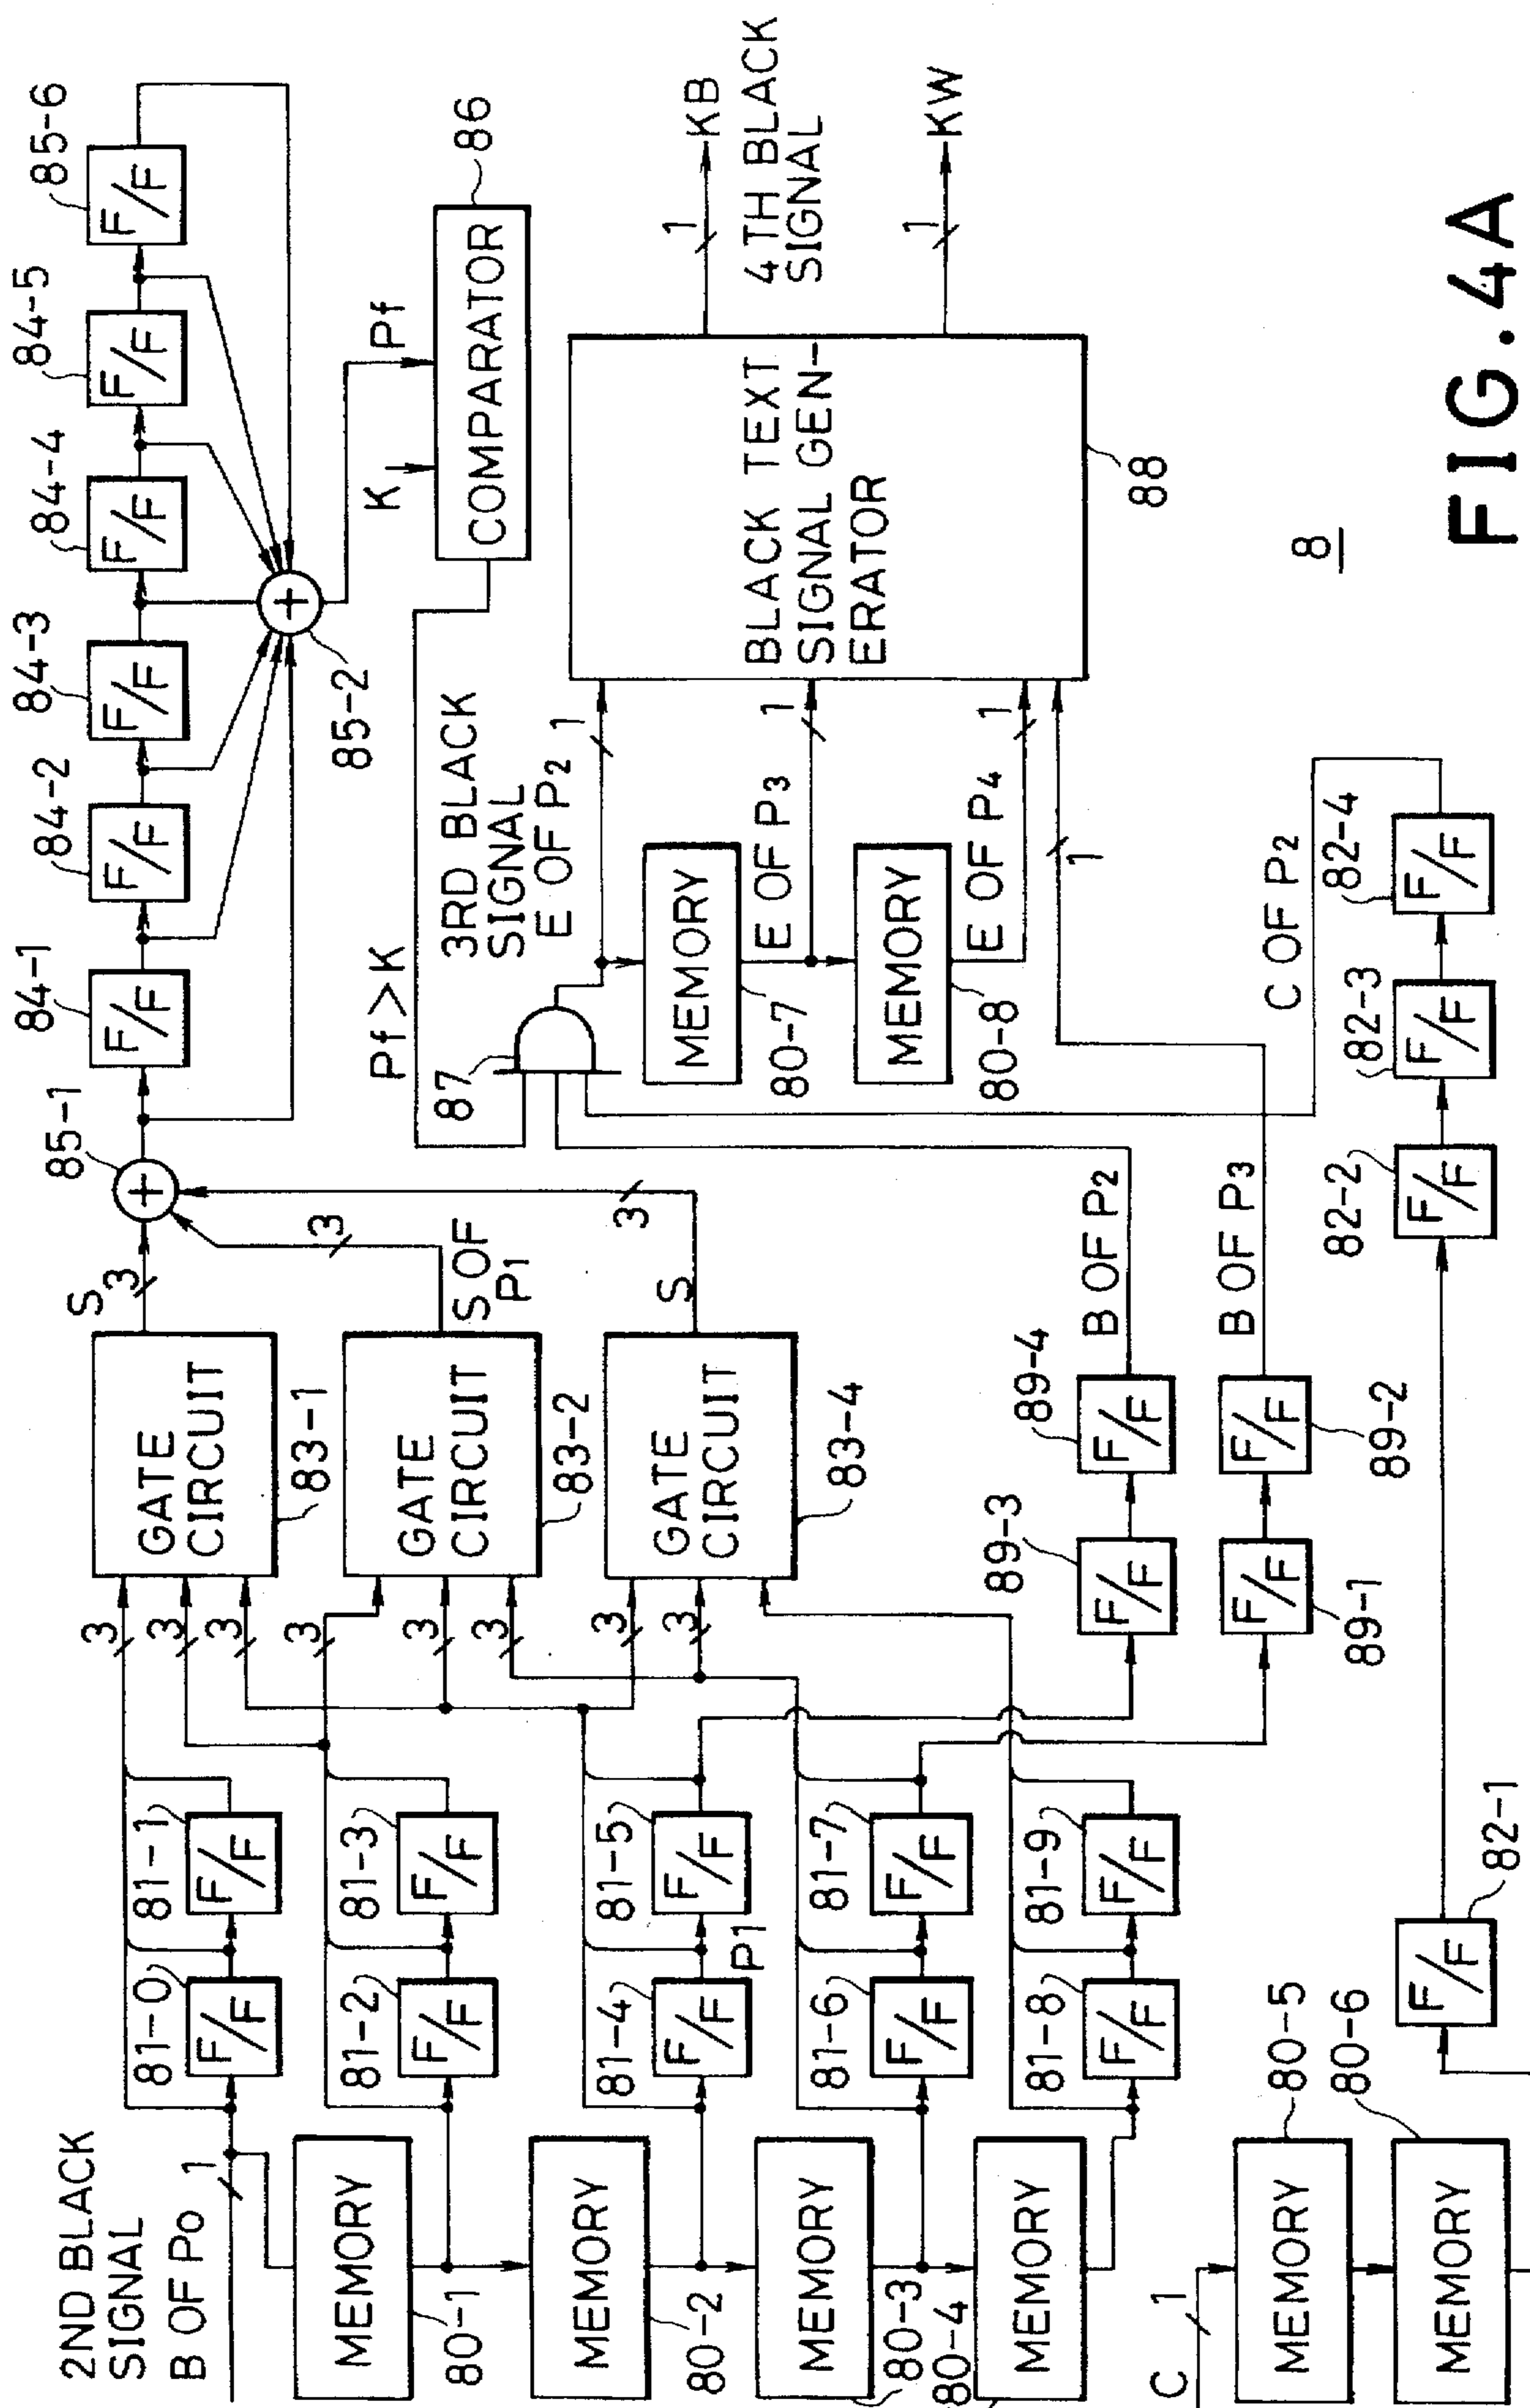 2ND BLACK
SIGNAL
B OF P0
1
MEMORY
80-1
MEMORY
80-2
MEMORY
80-3
MEMORY
80-4
C
1
MEMORY
80-5
MEMORY
80-6
81-0
F/F
81-1
F/F
81-2
F/F
81-3
F/F
81-4
F/F
P1
81-5
F/F
81-6
F/F
81-7
F/F
81-8
F/F
81-9
F/F
82-1
F/F
3
3
3
3
3
3
3
3
GATE
CIRCUIT
83-1
GATE
CIRCUIT
83-2
GATE
CIRCUIT
83-4
89-3
F/F
89-4
F/F
89-1
F/F
89-2
F/F
S
3
S OF
P1
3
S
3
B OF P2
B OF P3
85-1
84-1
F/F
84-2
F/F
84-3
F/F
84-4
F/F
84-5
F/F
85-6
F/F
85-2
Pf
K
COMPARATOR
86
Pf>K
87
3RD BLACK
SIGNAL
E OF P2
1
MEMORY
80-7
E OF P3
1
MEMORY
80-8
E OF P4
1
1
C OF P2
82-2
F/F
82-3
F/F
82-4
F/F
BLACK TEXT
SIGNAL GEN-
ERATOR
88
1
KB
4TH BLACK
SIGNAL
1
KW
8
FIG.4A